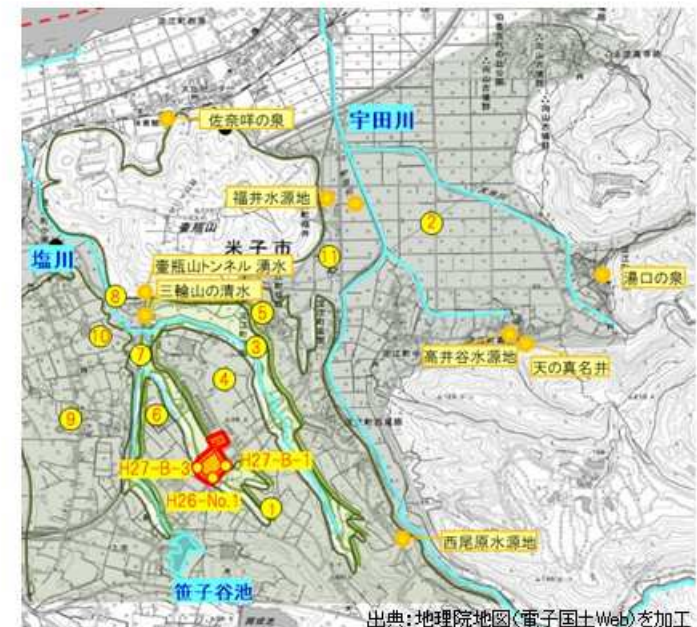 佐奈咩の泉
宇田川
福井水源地
②
壷瓶山
米子市
⑪
塩川
壷瓶山トンネル 湧水
湯口の泉
⑧
三輪山の清水
⑤
⑩
③
⑦
高井谷水源地
天の真名井
④
⑥
⑨
H27-B-3
H27-B-1
H26-No.1
①
西尾原水源地
笹子谷池
出典：地理院地図(電子国土Web)を加工